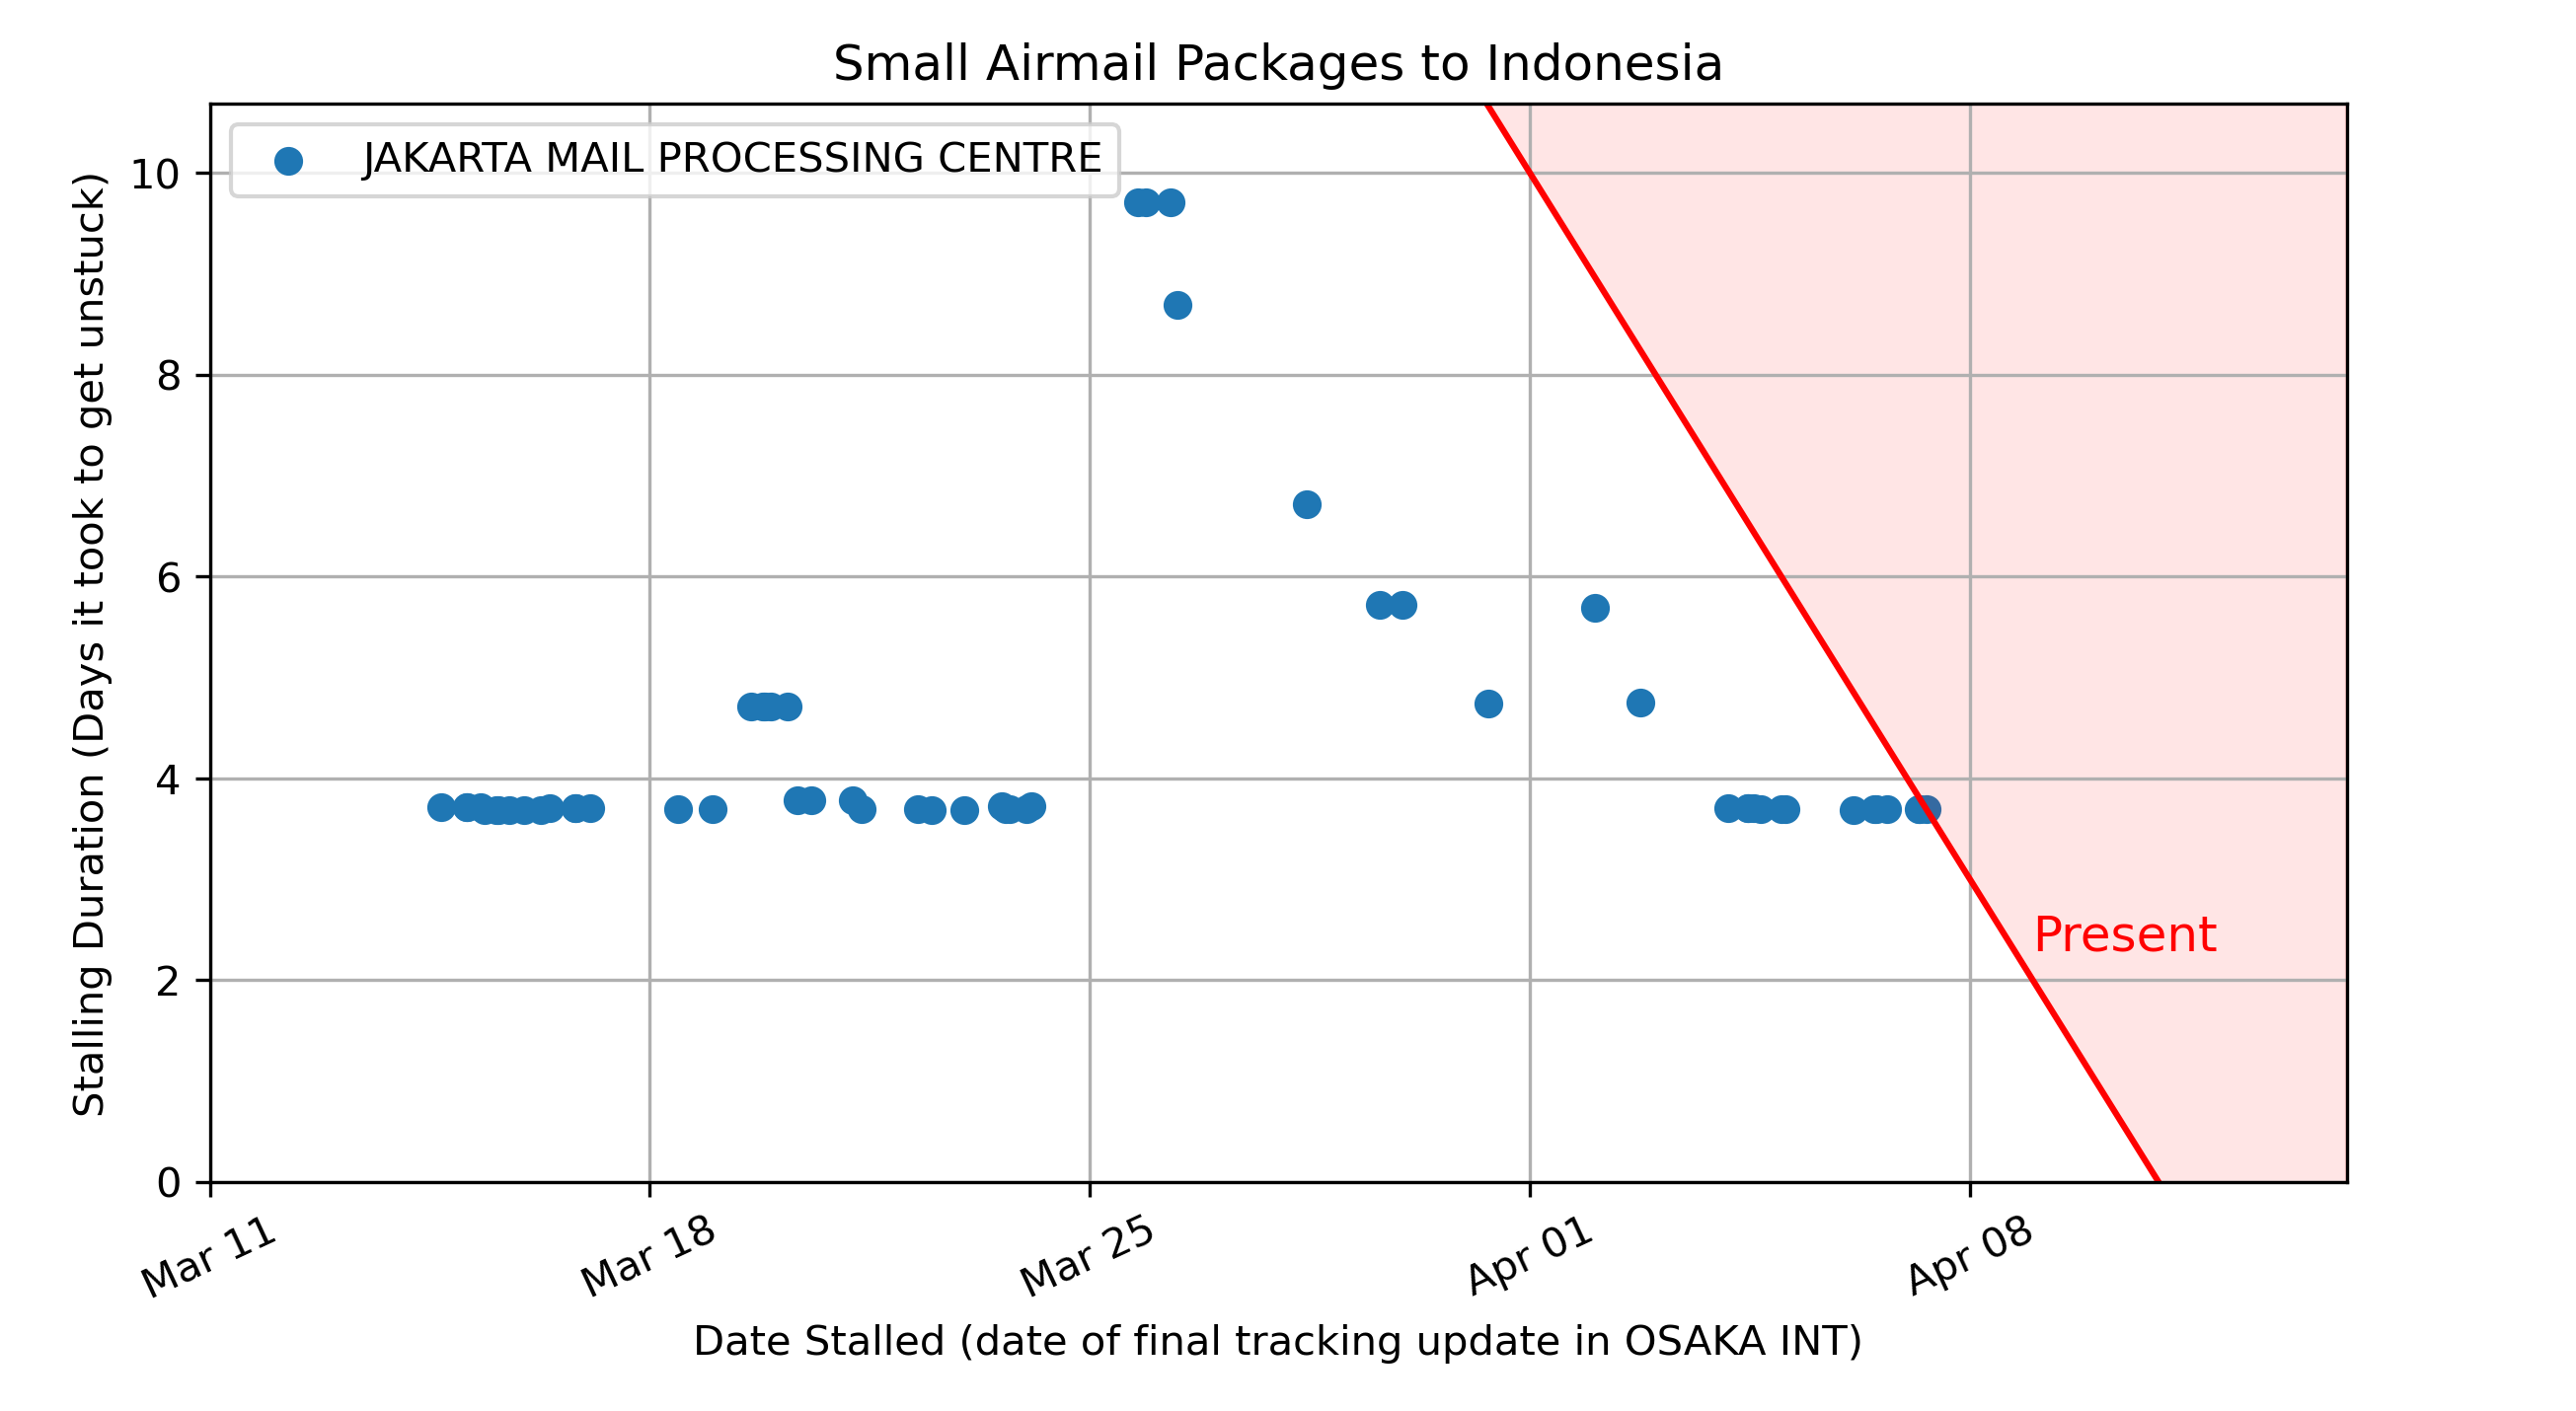 Small Airmail Packages to Indonesia
JAKARTA MAIL PROCESSING CENTRE
Stalling Duration (Days it took to get unstuck)
10
8
6
4
2
0
Present
Mar 11
Mar 18
Mar 25
Apr 01
Apr 08
Date Stalled (date of final tracking update in OSAKA INT)